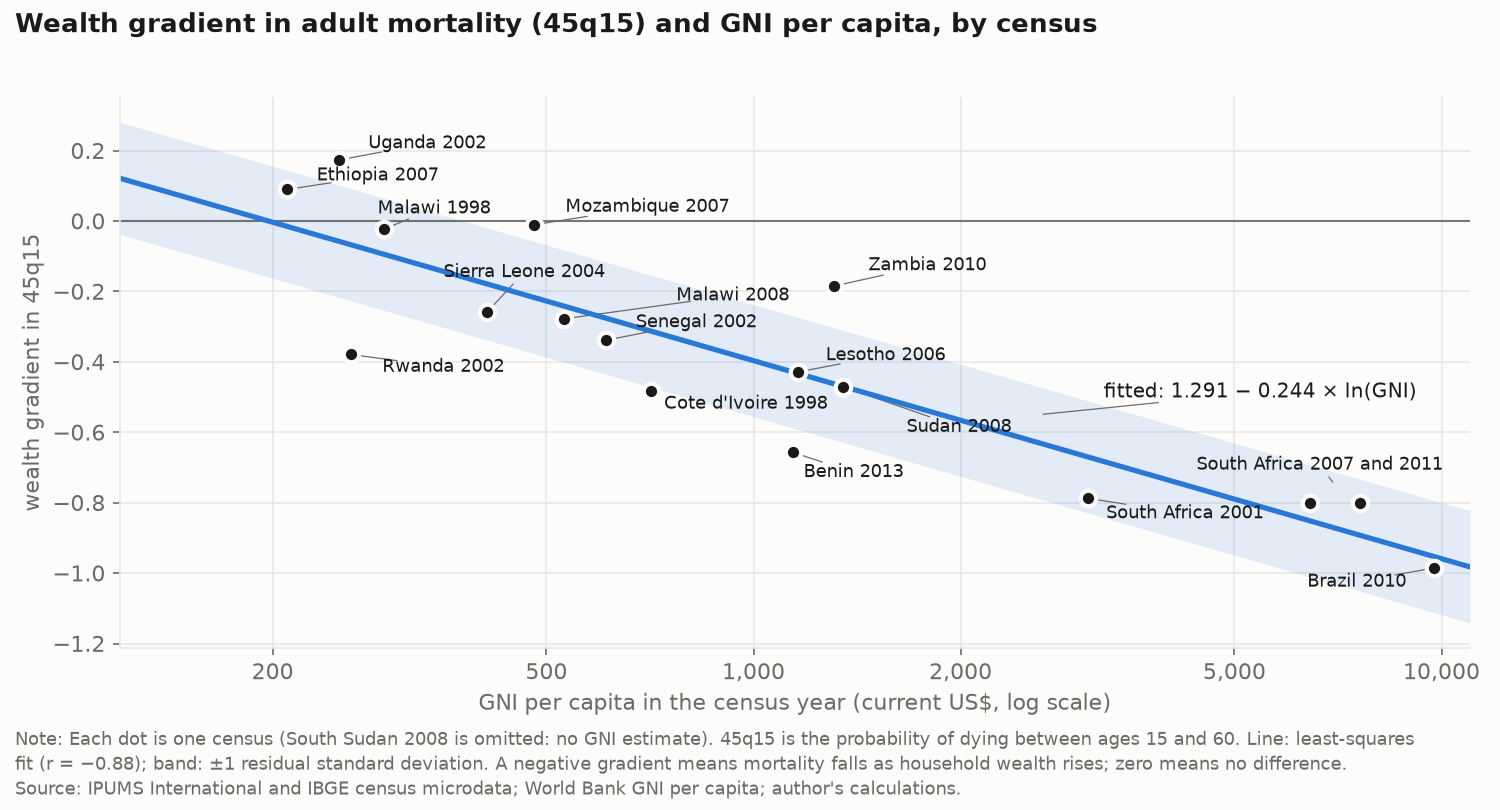 Wealth gradient in adult mortality (45q15) and GNI per capita, by census
wealth gradient in 45q15
0.2
0.0
−0.2
−0.4
−0.6
−0.8
−1.0
−1.2
Uganda 2002
Ethiopia 2007
Malawi 1998
Mozambique 2007
Zambia 2010
Sierra Leone 2004
Malawi 2008
Senegal 2002
Rwanda 2002
Lesotho 2006
Cote d'Ivoire 1998
fitted: 1.291 − 0.244 × ln(GNI)
Sudan 2008
Benin 2013
South Africa 2007 and 2011
South Africa 2001
Brazil 2010
200
500
1,000
2,000
5,000
10,000
GNI per capita in the census year (current US$, log scale)
Note: Each dot is one census (South Sudan 2008 is omitted: no GNI estimate). 45q15 is the probability of dying between ages 15 and 60. Line: least-squares
fit (r = −0.88); band: ±1 residual standard deviation. A negative gradient means mortality falls as household wealth rises; zero means no difference.
Source: IPUMS International and IBGE census microdata; World Bank GNI per capita; author's calculations.